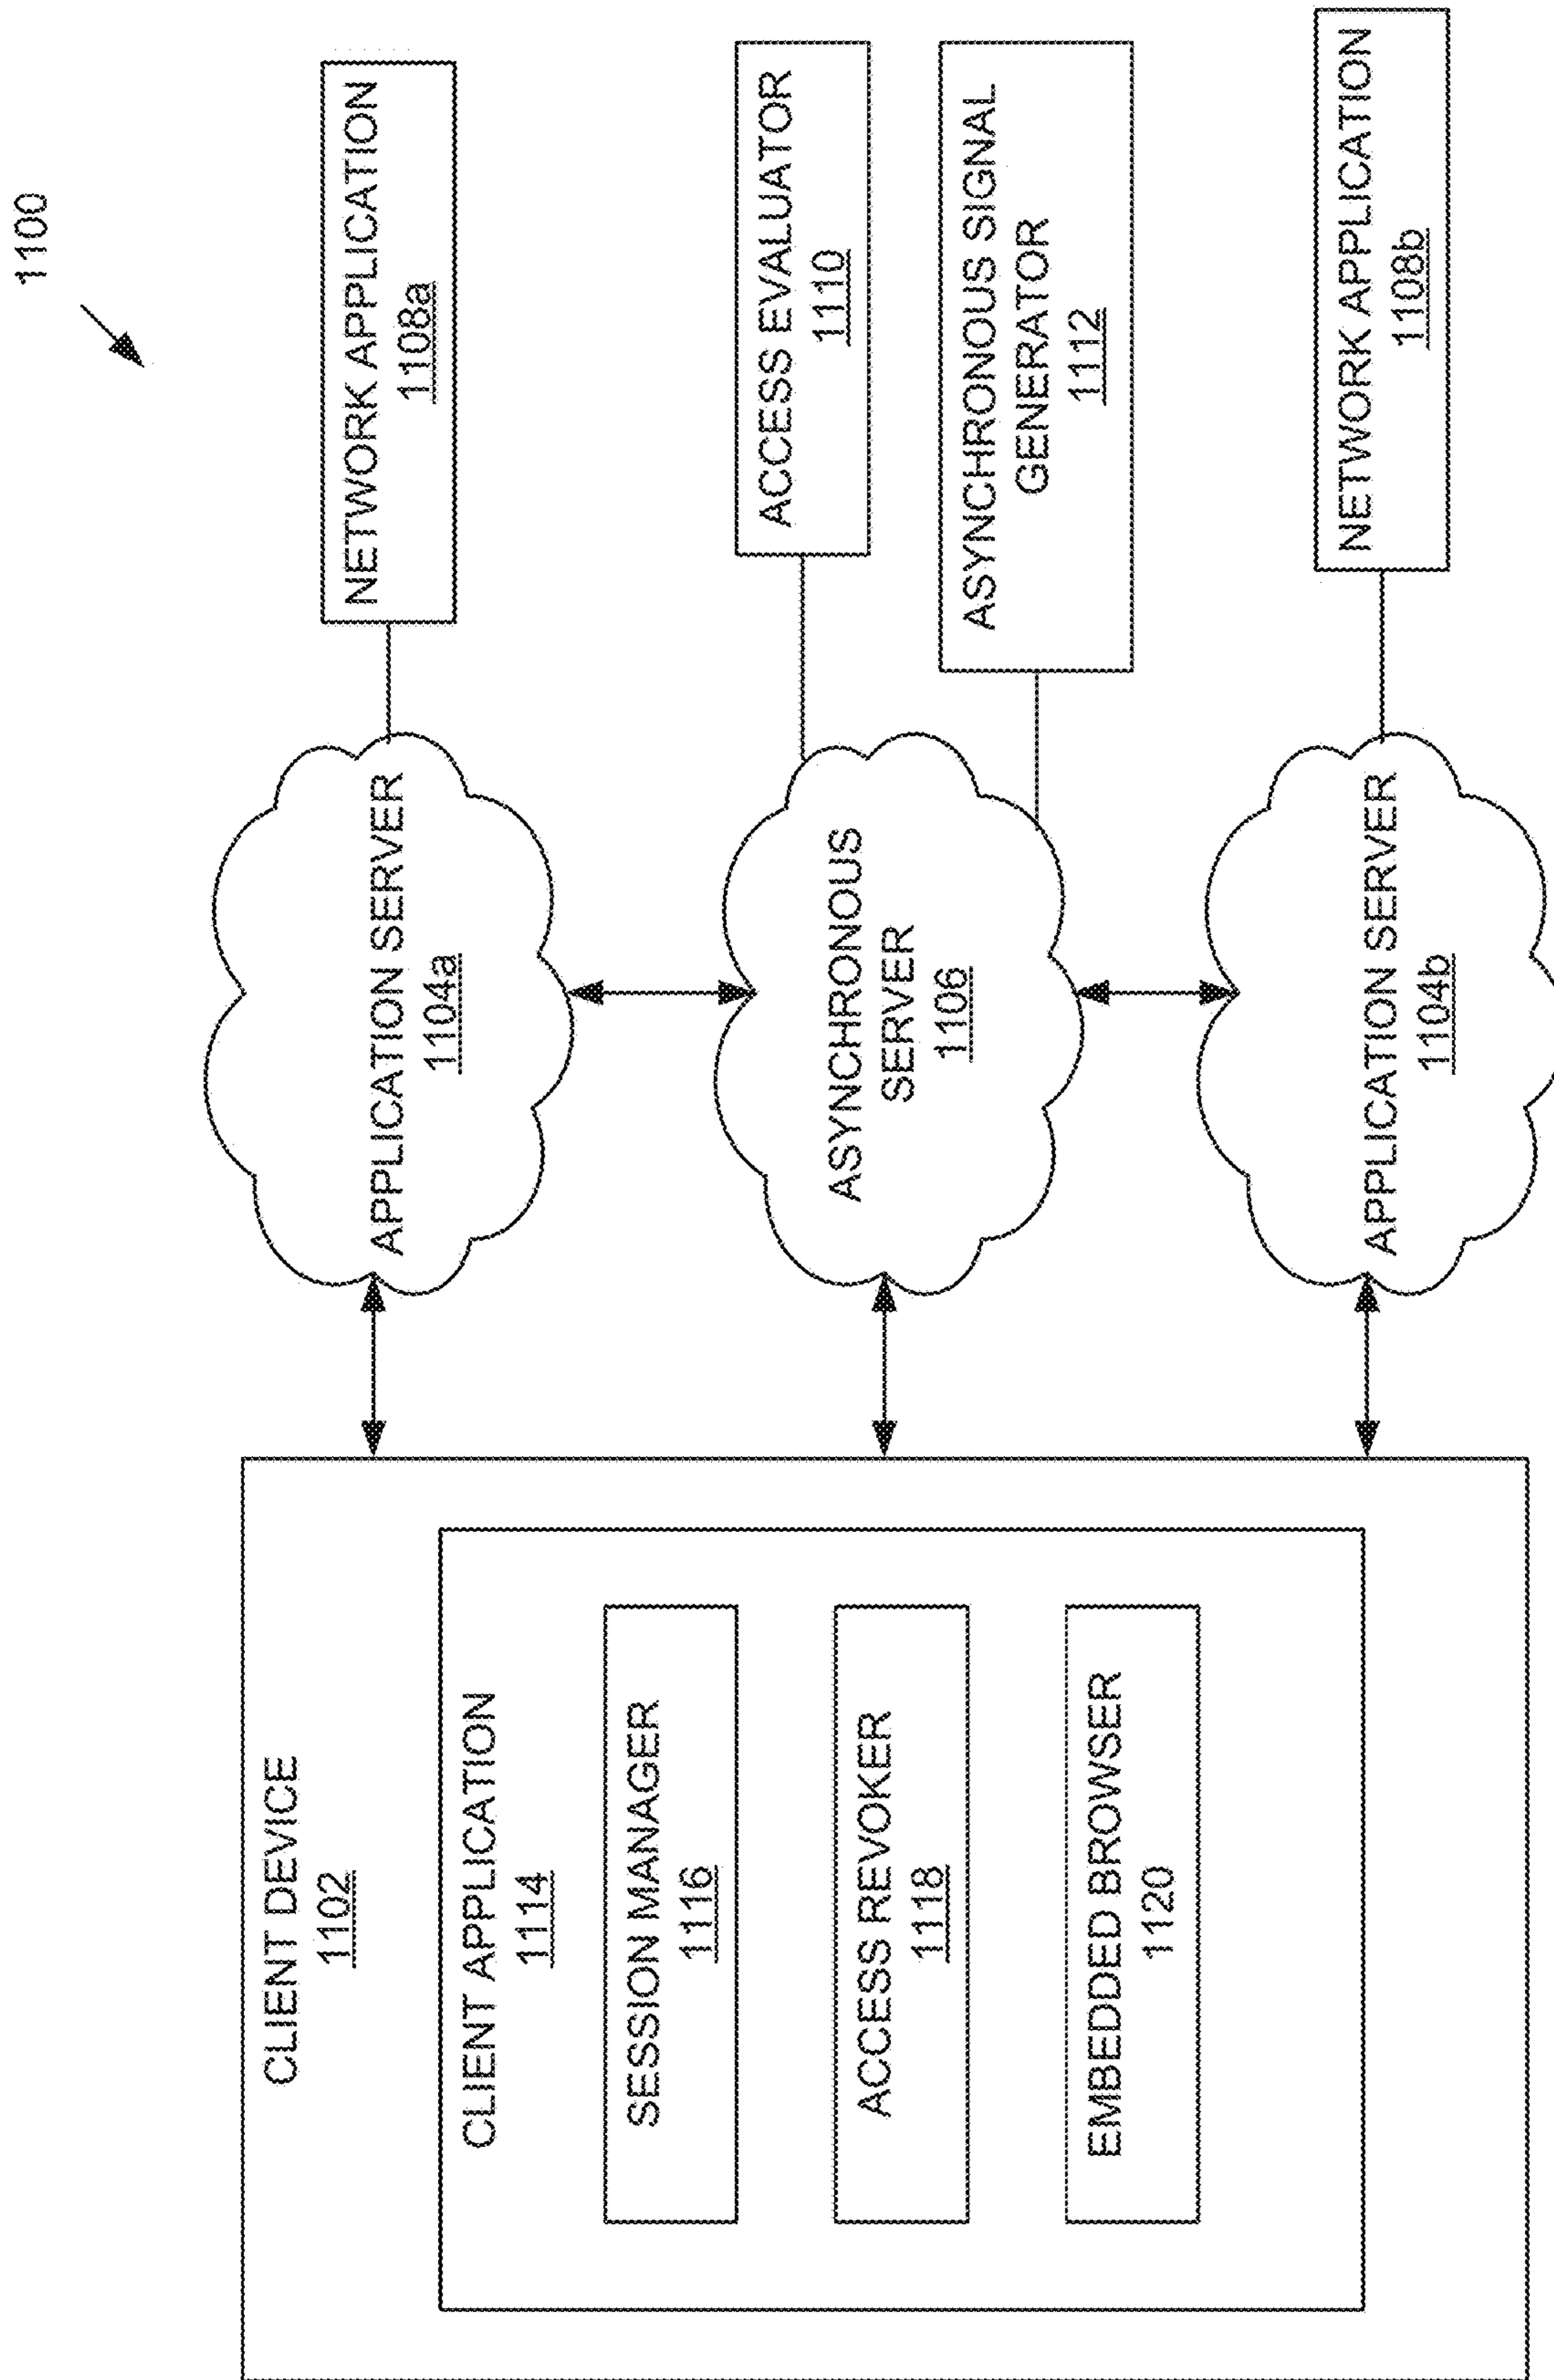 1100
CLIENT DEVICE
1102
CLIENT APPLICATION
1114
SESSION MANAGER
1116
ACCESS REVOKER
1118
EMBEDDED BROWSER
1120
APPLICATION SERVER
1104a
NETWORK APPLICATION
1108a
ASYNCHRONOUS
SERVER
1106
ACCESS EVALUATOR
1110
ASYNCHRONOUS SIGNAL
GENERATOR
1112
APPLICATION SERVER
1104b
NETWORK APPLICATION
1108b